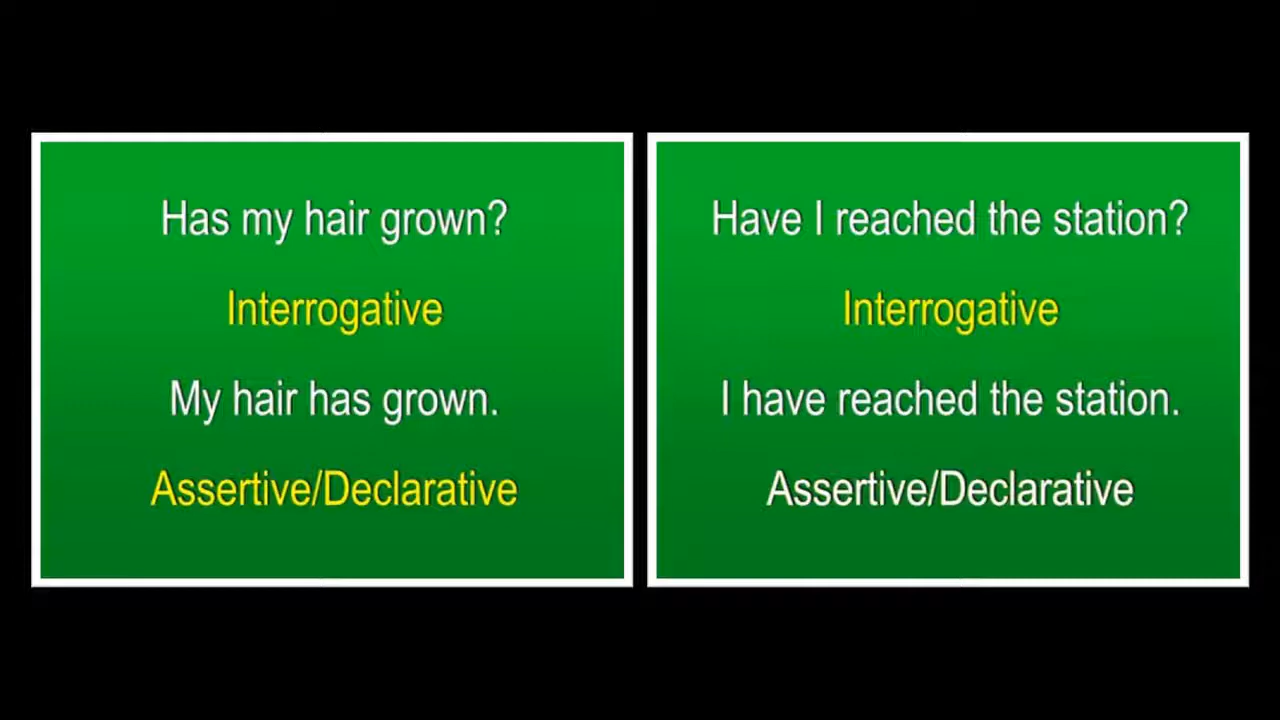 Has my hair grown?
Interrogative
My hair has grown.
Assertive/Declarative
Have I reached the station?
Interrogative
I have reached the station.
Assertive/Declarative